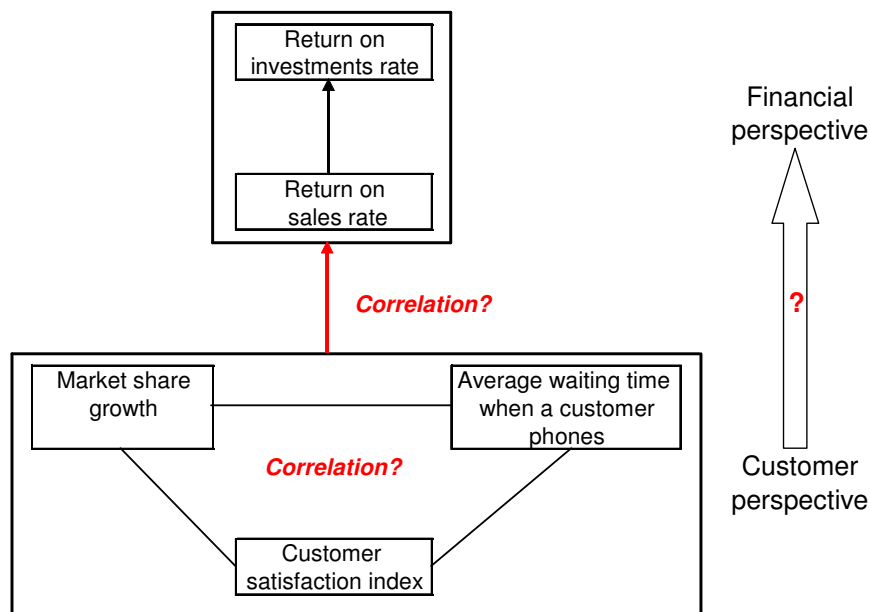 Return on
investments rate
Financial
perspective
Return on
sales rate
Correlation?
?
Market share
growth
Average waiting time
when a customer
phones
Correlation?
Customer
perspective
Customer
satisfaction index